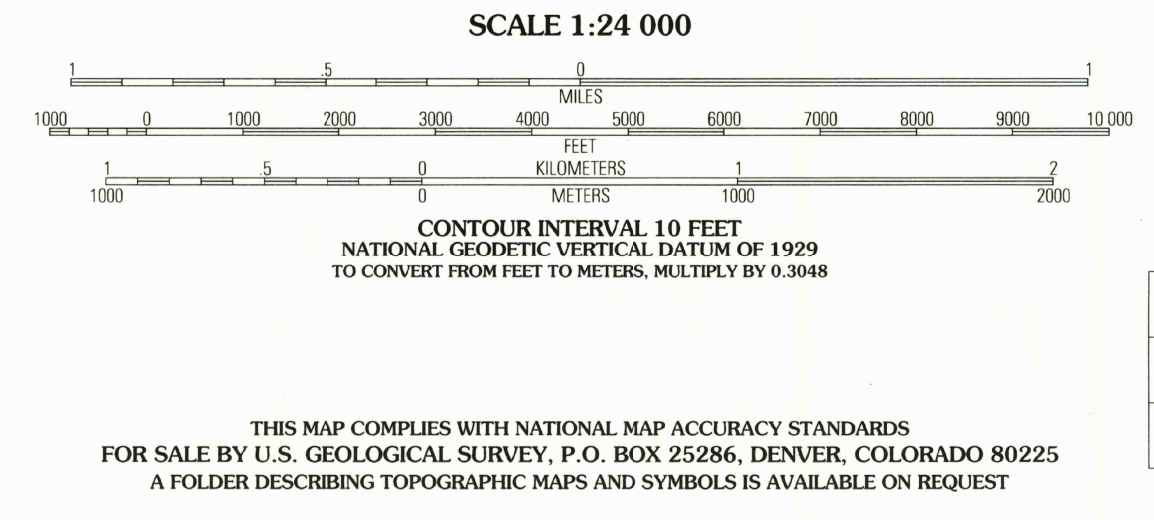 SCALE 1:24 000
1 .5 0 1
MILES
1000 0 1000 2000 3000 4000 5000 6000 7000 8000 9000 10 000
FEET
1 .5 0 KILOMETERS 1 2
1000 0 METERS 1000 2000
CONTOUR INTERVAL 10 FEET
NATIONAL GEODETIC VERTICAL DATUM OF 1929
TO CONVERT FROM FEET TO METERS, MULTIPLY BY 0.3048
THIS MAP COMPLIES WITH NATIONAL MAP ACCURACY STANDARDS
FOR SALE BY U.S. GEOLOGICAL SURVEY, P.O. BOX 25286, DENVER, COLORADO 80225
A FOLDER DESCRIBING TOPOGRAPHIC MAPS AND SYMBOLS IS AVAILABLE ON REQUEST